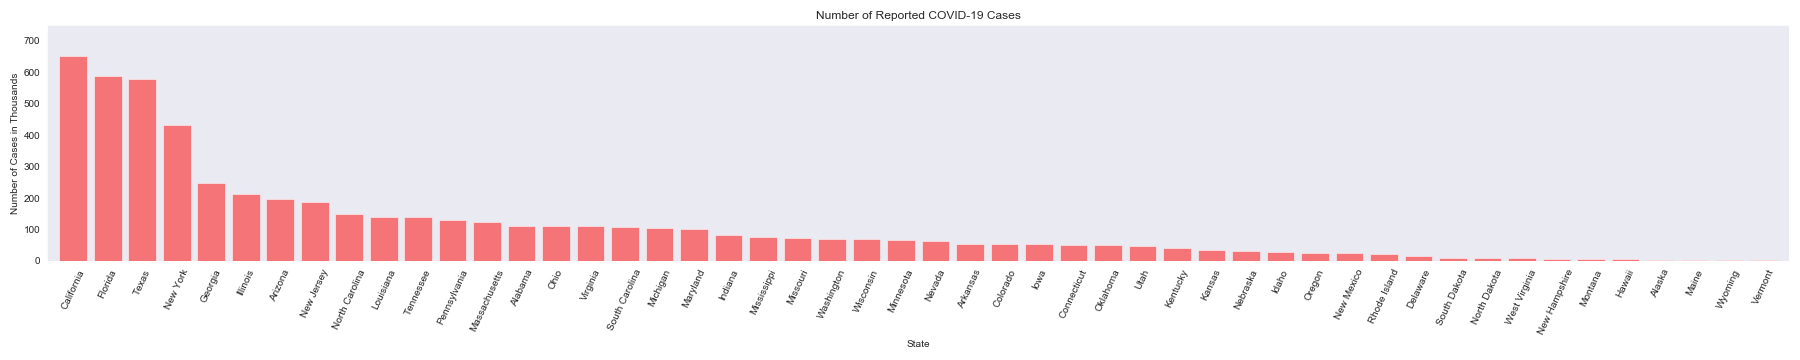 Number of Reported COVID-19 Cases
Number of Cases in Thousands
700
600
500
400
300
200
100
0
California
Florida
Texas
New York
Georgia
Illinois
Arizona
New Jersey
North Carolina
Louisiana
Tennessee
Pennsylvania
Massachusetts
Alabama
Ohio
Virginia
South Carolina
Michigan
Maryland
Indiana
Mississippi
Missouri
Washington
Wisconsin
Minnesota
Nevada
Arkansas
Colorado
Iowa
Connecticut
Oklahoma
Utah
Kentucky
Kansas
Nebraska
Idaho
Oregon
New Mexico
Rhode Island
Delaware
South Dakota
North Dakota
West Virginia
New Hampshire
Montana
Hawaii
Alaska
Maine
Wyoming
Vermont
State